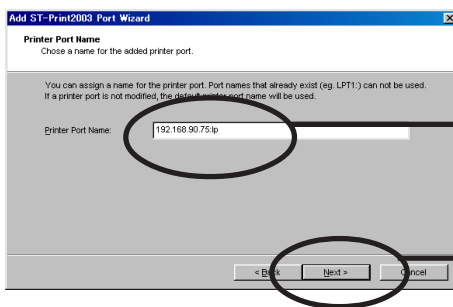 Add ST-Print2003 Port Wizard
Printer Port Name
Chose a name for the added printer port.
You can assign a name for the printer port. Port names that already exist (eg. LPT1:) can not be used.
If a printer port is not modified, the default printer port name will be used.
Printer Port Name:
192.168.90.75:lp
< Back
Next >
Cancel